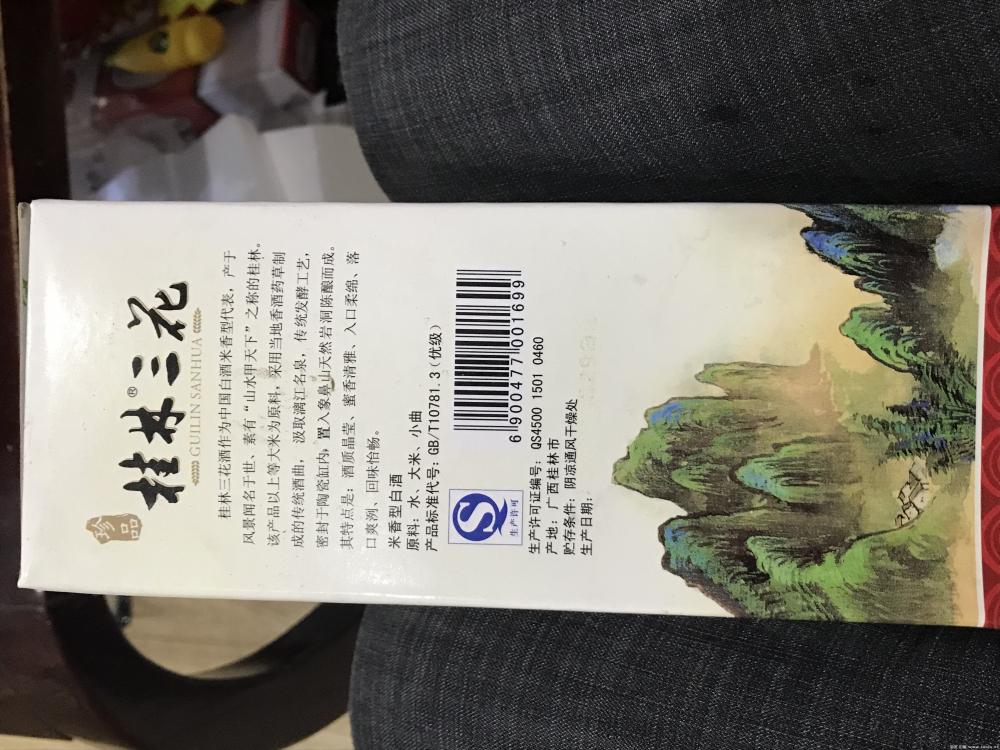 珍品
桂林三花®
GUILIN SANHUA
桂林三花酒作为中国白酒米香型代表，产于
风景闻名于世、素有“山水甲天下”之称的桂林。
该产品以上等大米为原料，采用当地香酒药草制
成的传统酒曲，汲取漓江名泉，传统发酵工艺，
密封于陶瓷缸内，置入象鼻山天然岩洞陈酿而成。
其特点是：酒质晶莹、蜜香清雅、入口柔绵、落
口爽洌、回味怡畅。
米香型白酒
原料：水、大米、小曲
产品标准代号：GB/T10781.3（优级）
生产许可
6 900477 001699
生产许可证编号：QS4500 1501 0460
产地：广西桂林市
贮存条件：阴凉通风干燥处
生产日期：